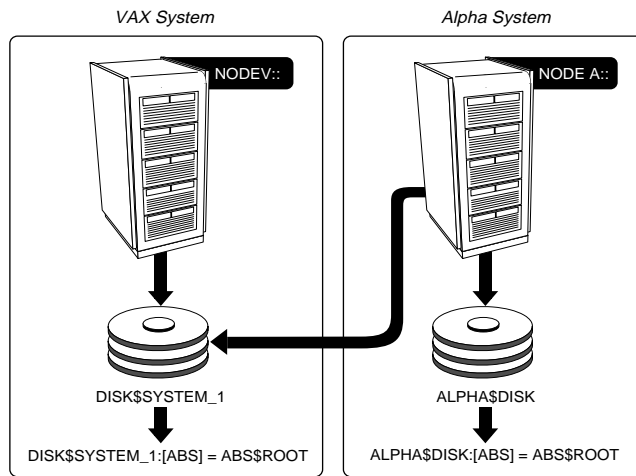 VAX System
Alpha System
NODEV::
NODE A::
DISK$SYSTEM_1
ALPHA$DISK
DISK$SYSTEM_1:[ABS] = ABS$ROOT
ALPHA$DISK:[ABS] = ABS$ROOT